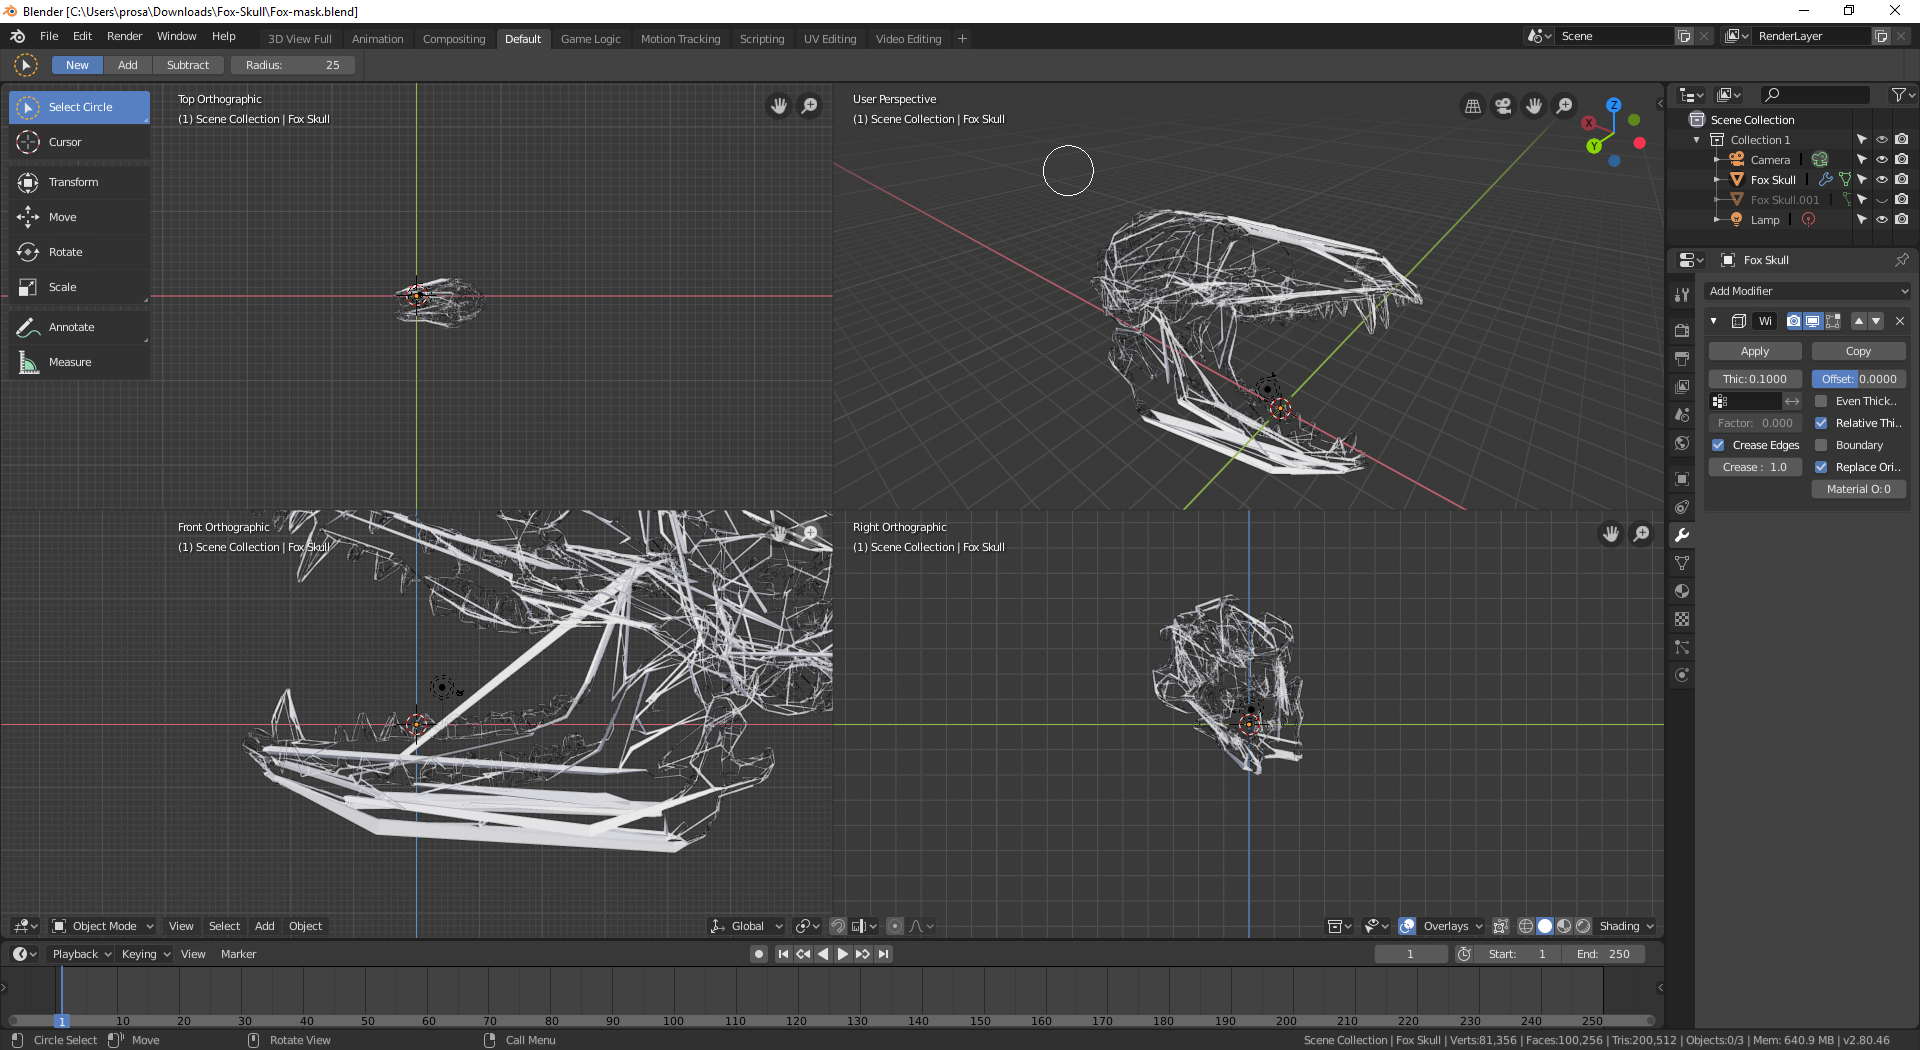 Blender [C:\Users\prosa\Downloads\Fox-Skull\Fox-mask.blend]
File Edit Render Window Help 3D View Full Animation Compositing Default Game Logic Motion Tracking Scripting UV Editing Video Editing + Scene RenderLayer
New Add Subtract Radius: 25
Select Circle
Cursor
Transform
Move
Rotate
Scale
Annotate
Measure
Top Orthographic
(1) Scene Collection | Fox Skull
User Perspective
(1) Scene Collection | Fox Skull
Z
X
Y
Front Orthographic
(1) Scene Collection | Fox Skull
Right Orthographic
(1) Scene Collection | Fox Skull
Scene Collection
Collection 1
Camera
Fox Skull
Fox Skull.001
Lamp
Fox Skull
Add Modifier
Wi
Apply Copy
Thic: 0.1000 Offset: 0.0000
Even Thick..
Factor: 0.000 Relative Thi..
Crease Edges Boundary
Crease : 1.0 Replace Ori..
Material O: 0
Object Mode View Select Add Object Global Overlays Shading
Playback Keying View Marker 1 Start: 1 End: 250
1 10 20 30 40 50 60 70 80 90 100 110 120 130 140 150 160 170 180 190 200 210 220 230 240 250
Circle Select Move Rotate View Call Menu Scene Collection | Fox Skull | Verts:81,356 | Faces:100,256 | Tris:200,512 | Objects:0/3 | Mem: 640.9 MB | v2.80.46